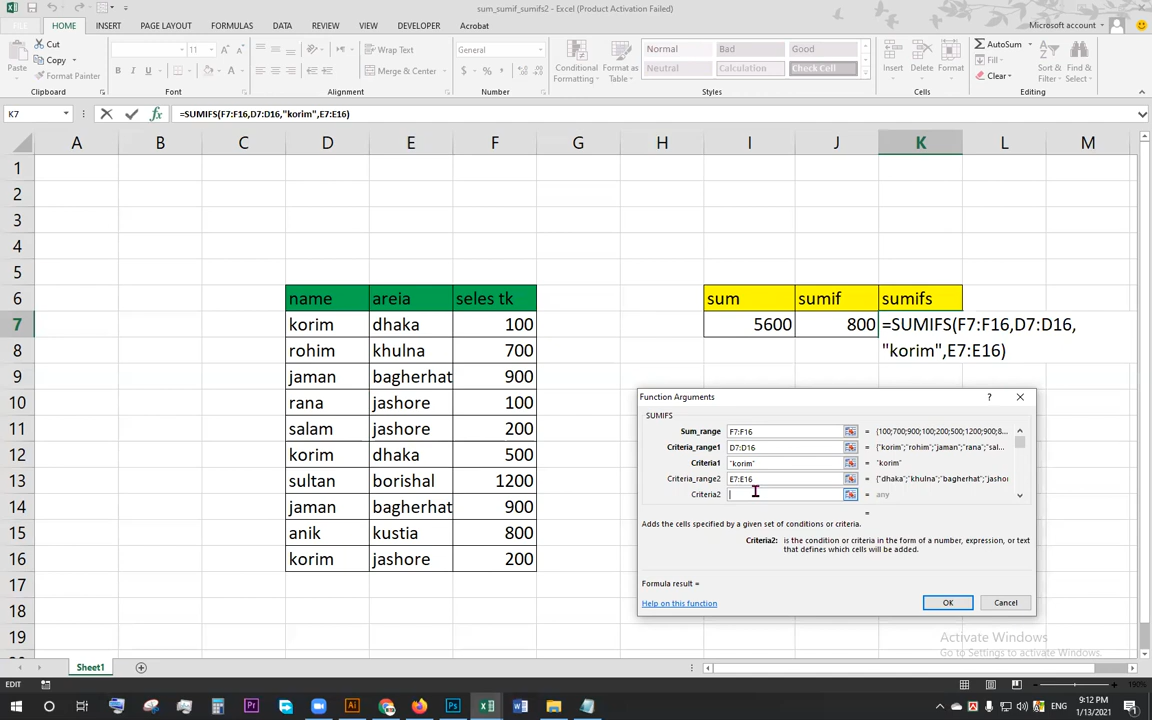 sum_sumif_sumifs2 - Excel (Product Activation Failed)
FILE HOME INSERT PAGE LAYOUT FORMULAS DATA REVIEW VIEW DEVELOPER Acrobat Microsoft account
Cut
Copy
Format Painter
Paste
Clipboard
11
Font
Wrap Text
Merge & Center
Alignment
General
Number
Conditional Formatting
Format as Table
Normal Bad Good
Neutral Calculation Check Cell
Styles
Insert Delete Format
Cells
AutoSum
Fill
Clear
Sort & Filter
Find & Select
Editing
K7 =SUMIFS(F7:F16,D7:D16,"korim",E7:E16)
A B C D E F G H I J K L M
1
2
3
4
5
6 name areia seles tk sum sumif sumifs
7 korim dhaka 100 5600 800 =SUMIFS(F7:F16,D7:D16,
8 rohim khulna 700 "korim",E7:E16)
9 jaman bagherhat 900
10 rana jashore 100
11 salam jashore 200
12 korim dhaka 500
13 sultan borishal 1200
14 jaman bagherhat 900
15 anik kustia 800
16 korim jashore 200
17
18
19
Function Arguments ?
SUMIFS
Sum_range F7:F16 = {100;700;900;100;200;500;1200;900;8...
Criteria_range1 D7:D16 = {"korim";"rohim";"jaman";"rana";"sal...
Criteria1 "korim" = "korim"
Criteria_range2 E7:E16 = {"dhaka";"khulna";"bagherhat";"jashor
Criteria2 = any
=
Adds the cells specified by a given set of conditions or criteria.
Criteria2: is the condition or criteria in the form of a number, expression, or text
that defines which cells will be added.
Formula result =
Help on this function OK Cancel
Activate Windows
Go to Settings to activate Windows.
Sheet1
EDIT 190%
ENG
9:12 PM
1/13/2021